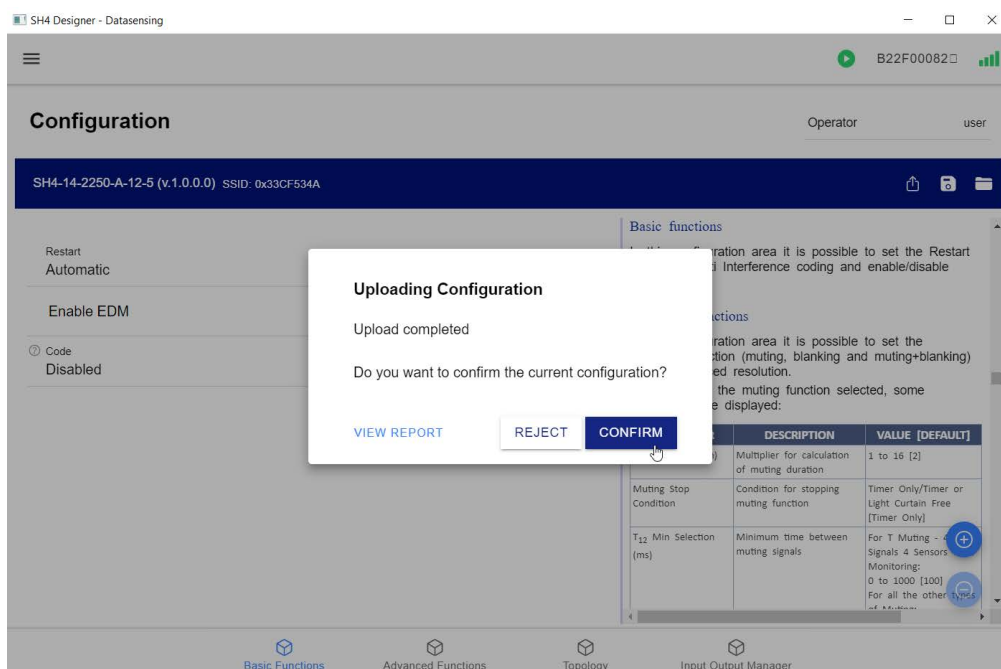 SH4 Designer - Datasensing
B22F00082
Configuration
Operator user
SH4-14-2250-A-12-5 (v.1.0.0.0) SSID: 0x33CF534A
Restart
Automatic
Enable EDM
Code
Disabled
Uploading Configuration
Upload completed
Do you want to confirm the current configuration?
VIEW REPORT REJECT CONFIRM
Basic functions
it is possible to set the Restart
Interference coding and enable/disable
area it is possible to set the
(muting, blanking and muting+blanking)
resolution.
the muting function selected, some
displayed:
DESCRIPTION VALUE [DEFAULT]
Multiplier for calculation 1 to 16 [2]
of muting duration
Muting Stop Condition for stopping Timer Only/Timer or
Condition muting function Light Curtain Free
[Timer Only]
T12 Min Selection Minimum time between For T Muting -
(ms) muting signals Signals 4 Sensors
Monitoring:
0 to 1000 [100]
For all the other types
of Muting:
Basic Functions Advanced Functions Topology Input Output Manager